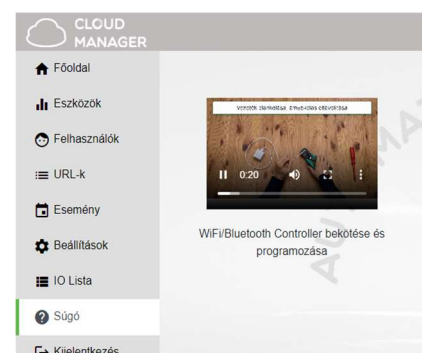 CLOUD
MANAGER
Főoldal
Eszközök
Felhasználók
URL-k
Esemény
Beállítások
IO Lista
Súgó
Kijelentkezés
0:20
WiFi/Bluetooth Controller bekötése és
programozása